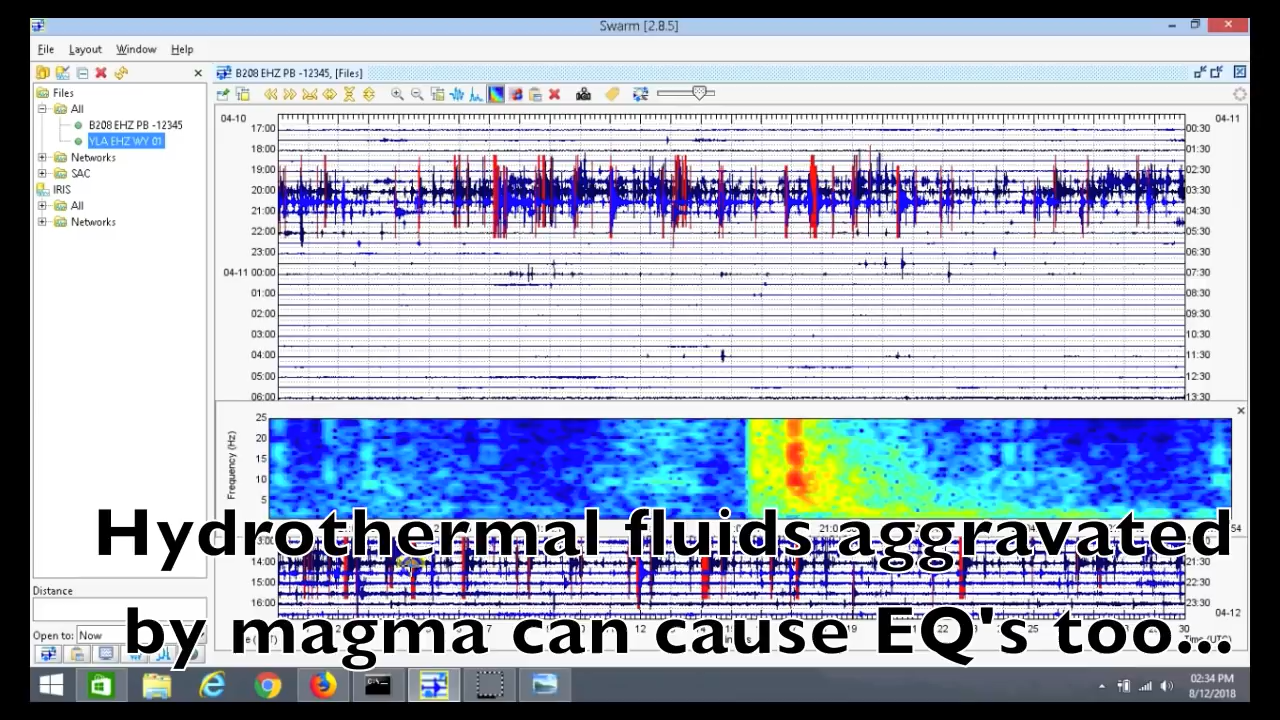 Swarm [2.8.5]
File Layout Window Help
B208 EHZ PB -12345, [Files]
Files
All
B208 EHZ PB -12345
YLA EHZ WY 01
Networks
SAC
IRIS
All
Networks
04-10
04-11
17:00 00:30
18:00 01:30
19:00 02:30
20:00 03:30
21:00 04:30
22:00 05:30
23:00 06:30
04-11 00:00 07:30
01:00 08:30
02:00 09:30
03:00 10:30
04:00 11:30
05:00 12:30
06:00 13:30
Frequency (Hz)
25
20
15
10
5
Hydrothermal fluids aggravated
14:00 21:30
15:00 22:30
16:00 23:30
04-12
by magma can cause EQ's too...
Distance
Open to: Now
02:34 PM
8/12/2018